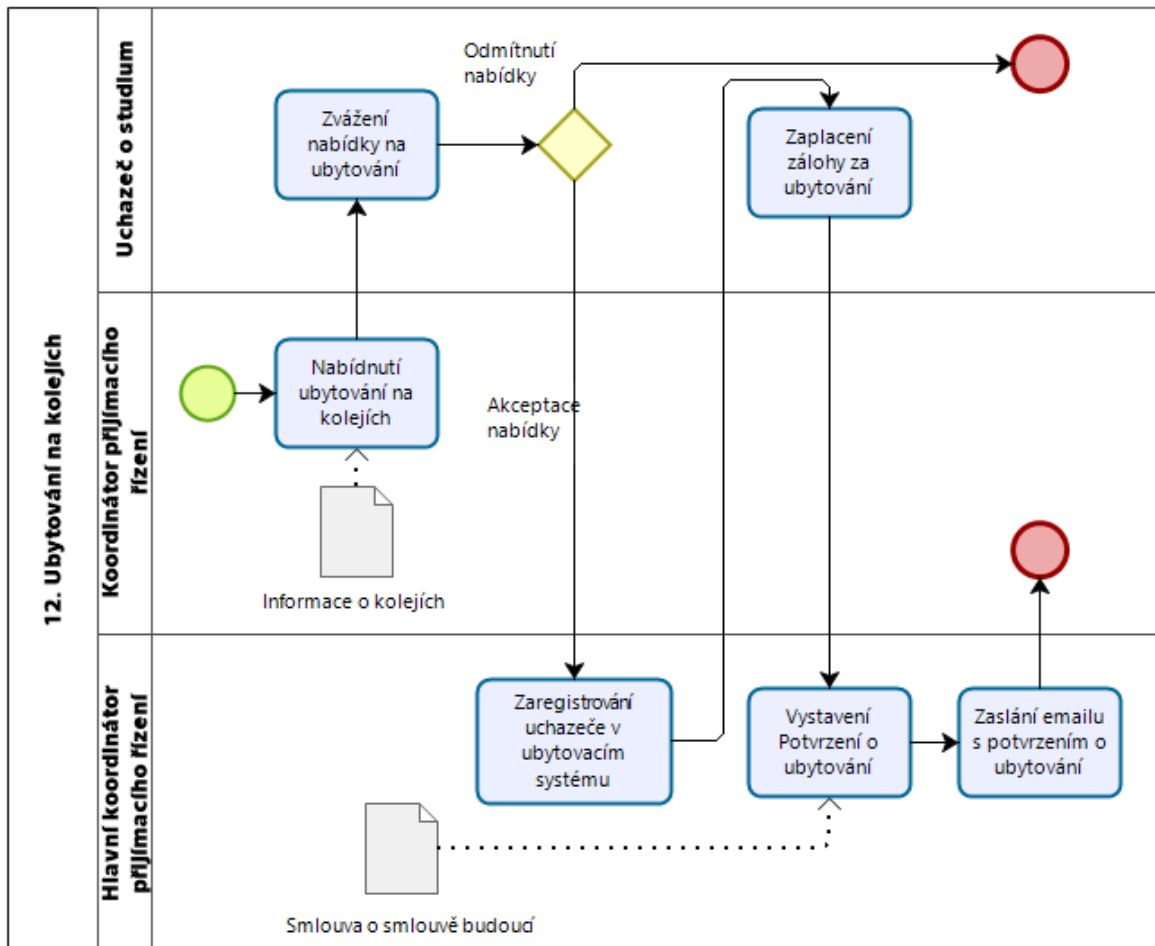 12. Ubytování na kolejích
Uchazeč o studium
Odmítnutí
nabídky
Zvážení
nabídky na
ubytování
Zaplacení
zálohy za
ubytování
Koordinátor přijímacího
řízení
Nabídnutí
ubytování na
kolejích
Akceptace
nabídky
Informace o kolejích
Hlavní koordinátor
přijímacího řízení
Zaregistrování
uchazeče v
ubytovacím
systému
Vystavení
Potvrzení o
ubytování
Zaslání emailu
s potvrzením o
ubytování
Smlouva o smlouvě budoucí